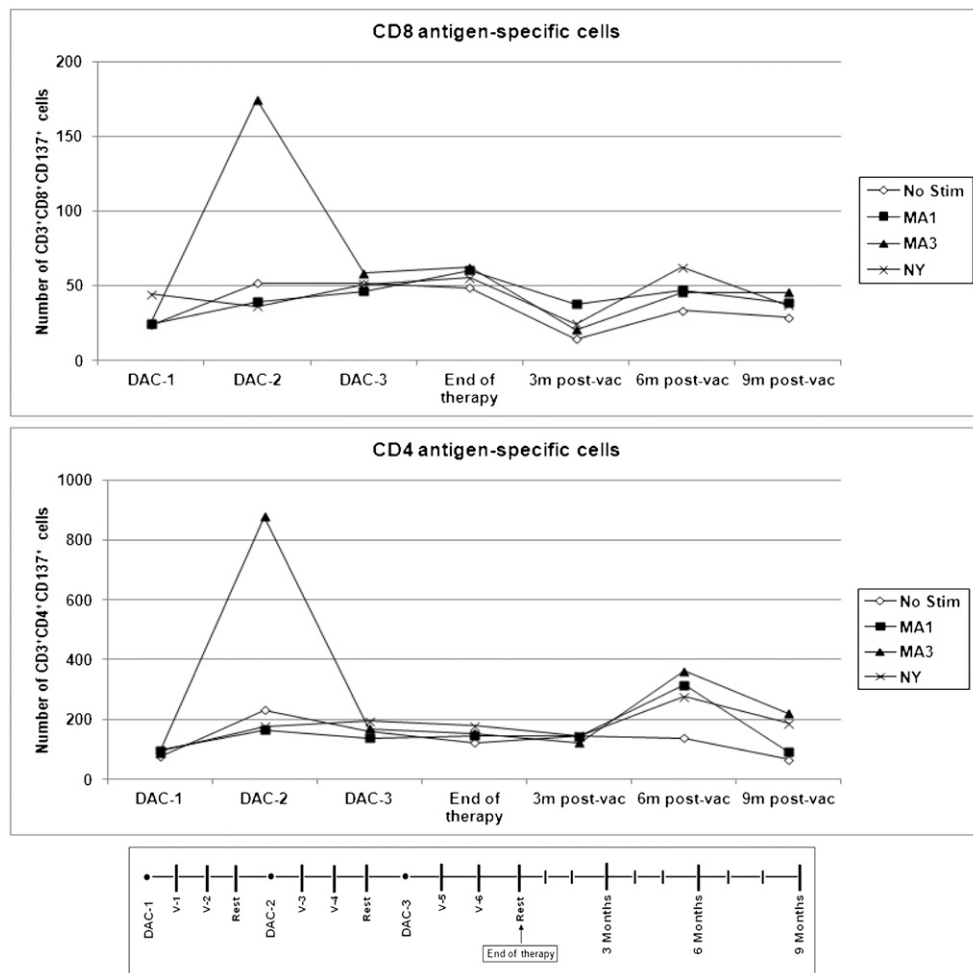 CD8 antigen-specific cells
Number of CD3⁺CD8⁺CD137⁺ cells
200
150
100
50
0
DAC-1
DAC-2
DAC-3
End of
therapy
3m post-vac
6m post-vac
9m post-vac
No Stim
MA1
MA3
NY
CD4 antigen-specific cells
Number of CD3⁺CD4⁺CD137⁺ cells
1000
800
600
400
200
0
DAC-1
DAC-2
DAC-3
End of
therapy
3m post-vac
6m post-vac
9m post-vac
No Stim
MA1
MA3
NY
DAC-1
V-1
V-2
Rest
DAC-2
V-3
V-4
Rest
DAC-3
V-5
V-6
Rest
End of therapy
3 Months
6 Months
9 Months